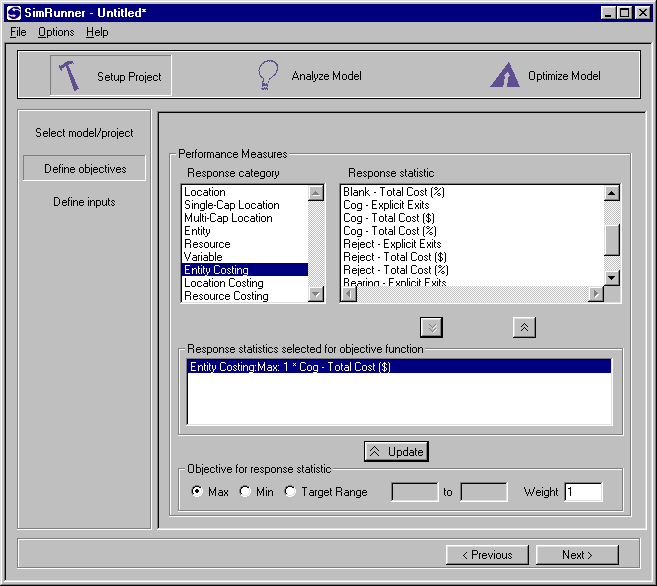 SimRunner - Untitled*
File Options Help
Setup Project
Analyze Model
Optimize Model
Select model/project
Define objectives
Define inputs
Performance Measures
Response category
Location
Single-Cap Location
Multi-Cap Location
Entity
Resource
Variable
Entity Costing
Location Costing
Resource Costing
Response statistic
Blank - Total Cost (%)
Cog - Explicit Exits
Cog - Total Cost ($)
Cog - Total Cost (%)
Reject - Explicit Exits
Reject - Total Cost ($)
Reject - Total Cost (%)
Bearing - Explicit Exits
Response statistics selected for objective function
Entity Costing:Max: 1 * Cog - Total Cost ($)
Update
Objective for response statistic
Max Min Target Range to Weight 1
< Previous Next >